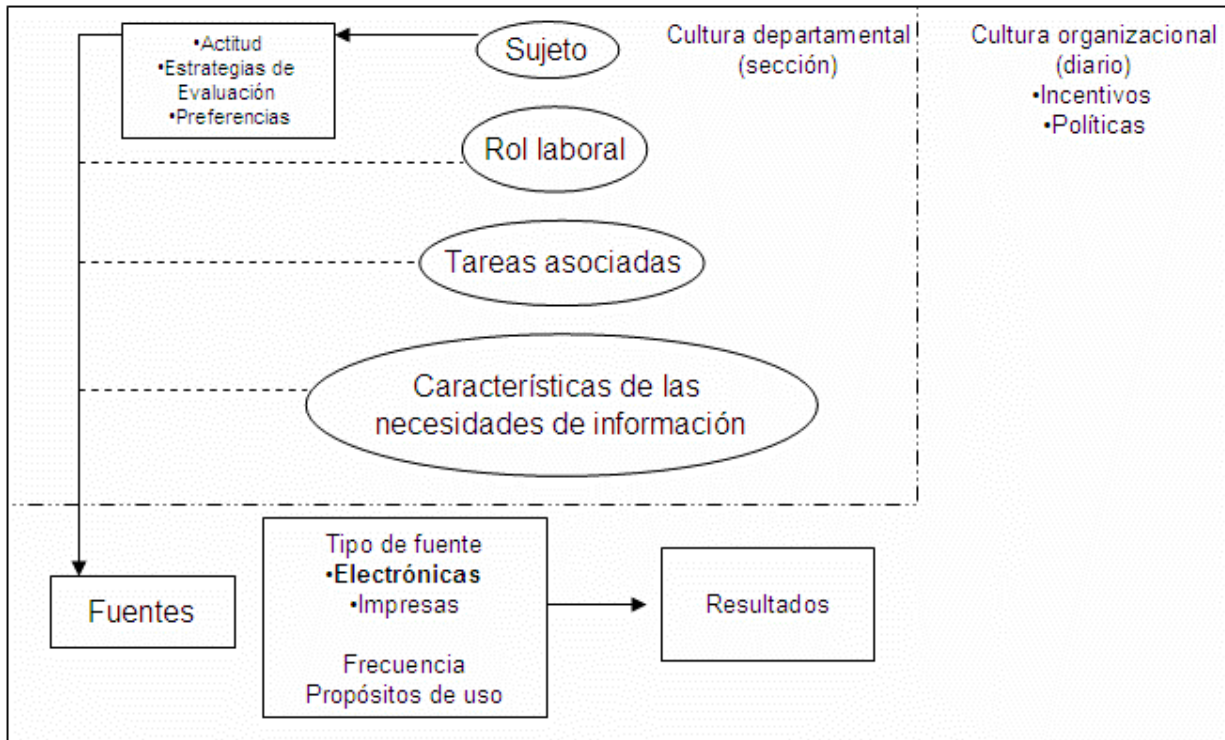 •Actitud
•Estrategias de
Evaluación
•Preferencias
Sujeto
Cultura departamental
(sección)
Cultura organizacional
(diario)
•Incentivos
•Políticas
Rol laboral
Tareas asociadas
Características de las
necesidades de información
Fuentes
Tipo de fuente
•Electrónicas
•Impresas
Frecuencia
Propósitos de uso
Resultados